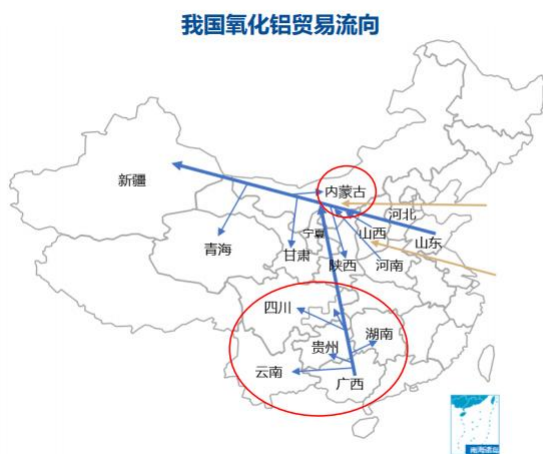 我国氧化铝贸易流向
新疆
内蒙古
河北
宁夏
山西
山东
青海
甘肃
陕西
河南
四川
湖南
贵州
云南
广西
南海诸岛